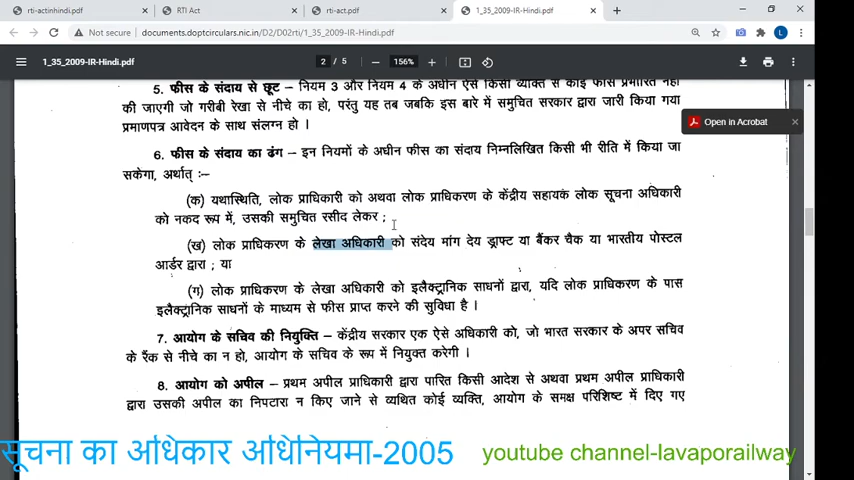 rti-actinhindi.pdf
RTI Act
rti-act.pdf
1_35_2009-IR-Hindi.pdf
Not secure
documents.doptcirculars.nic.in/D2/D02rti/1_35_2009-IR-Hindi.pdf
L
1_35_2009-IR-Hindi.pdf
2 / 5
156%
5. फीस के संदाय से छूट – नियम 3 और नियम 4 के अधीन ऐसे किसी व्यक्ति से कोई फीस प्रभारित नहीं
की जाएगी जो गरीबी रेखा से नीचे का हो, परंतु यह तब जबकि इस बारे में समुचित सरकार द्वारा जारी किया गया
प्रमाणपत्र आवेदन के साथ संलग्न हो ।
Open in Acrobat
6. फीस के संदाय का ढंग – इन नियमों के अधीन फीस का संदाय निम्नलिखित किसी भी रीति में किया जा
सकेगा, अर्थात् :–
(क) यथास्थिति, लोक प्राधिकारी को अथवा लोक प्राधिकरण के केंद्रीय सहायक लोक सूचना अधिकारी
को नकद रूप में, उसकी समुचित रसीद लेकर ;
(ख) लोक प्राधिकरण के लेखा अधिकारी को संदेय मांग देय ड्राफ्ट या बैंकर चैक या भारतीय पोस्टल
आर्डर द्वारा ; या
(ग) लोक प्राधिकरण के लेखा अधिकारी को इलैक्ट्रानिक साधनों द्वारा, यदि लोक प्राधिकरण के पास
इलैक्ट्रानिक साधनों के माध्यम से फीस प्राप्त करने की सुविधा है ।
7. आयोग के सचिव की नियुक्ति – केंद्रीय सरकार एक ऐसे अधिकारी को, जो भारत सरकार के अपर सचिव
के रैंक से नीचे का न हो, आयोग के सचिव के रूप में नियुक्त करेगी ।
8. आयोग को अपील – प्रथम अपील प्राधिकारी द्वारा पारित किसी आदेश से अथवा प्रथम अपील प्राधिकारी
द्वारा उसकी अपील का निपटारा न किए जाने से व्यथित कोई व्यक्ति, आयोग के समक्ष परिशिष्ट में दिए गए
सूचना का अधिकार अधिनियमा-2005
youtube channel-lavaporailway